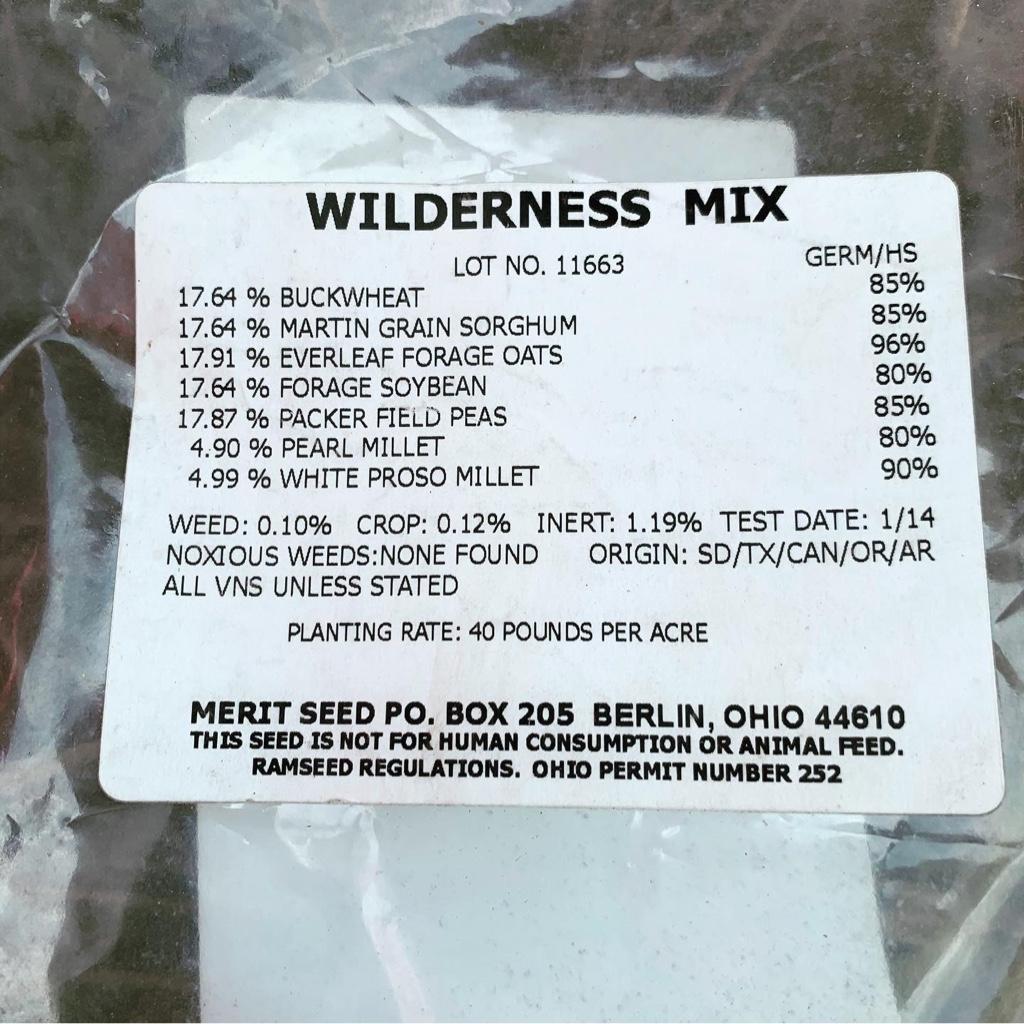 WILDERNESS MIX
LOT NO. 11663 GERM/HS
17.64 % BUCKWHEAT 85%
17.64 % MARTIN GRAIN SORGHUM 85%
17.91 % EVERLEAF FORAGE OATS 96%
17.64 % FORAGE SOYBEAN 80%
17.87 % PACKER FIELD PEAS 85%
4.90 % PEARL MILLET 80%
4.99 % WHITE PROSO MILLET 90%
WEED: 0.10% CROP: 0.12% INERT: 1.19% TEST DATE: 1/14
NOXIOUS WEEDS:NONE FOUND ORIGIN: SD/TX/CAN/OR/AR
ALL VNS UNLESS STATED
PLANTING RATE: 40 POUNDS PER ACRE
MERIT SEED PO. BOX 205 BERLIN, OHIO 44610
THIS SEED IS NOT FOR HUMAN CONSUMPTION OR ANIMAL FEED.
RAMSEED REGULATIONS. OHIO PERMIT NUMBER 252